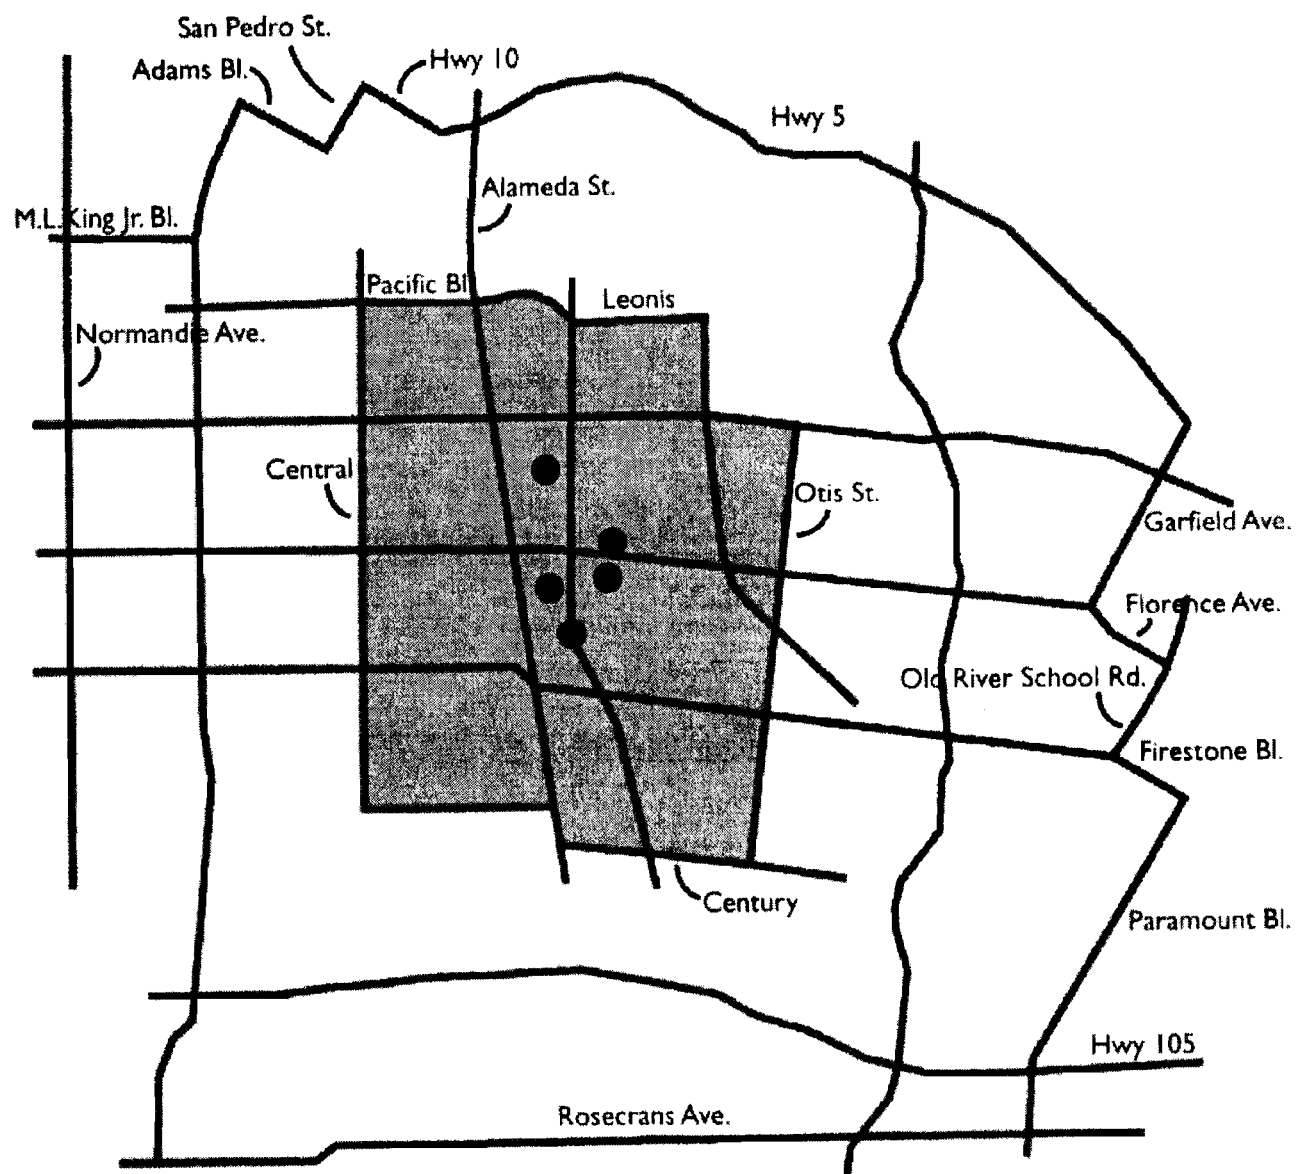 San Pedro St.
Adams Bl.
Hwy 10
Hwy 5
Alameda St.
M.L.King Jr. Bl.
Pacific Bl
Leonis
Normandie Ave.
Central
Otis St.
Garfield Ave.
Florence Ave.
Old River School Rd.
Firestone Bl.
Century
Paramount Bl.
Hwy 105
Rosecrans Ave.